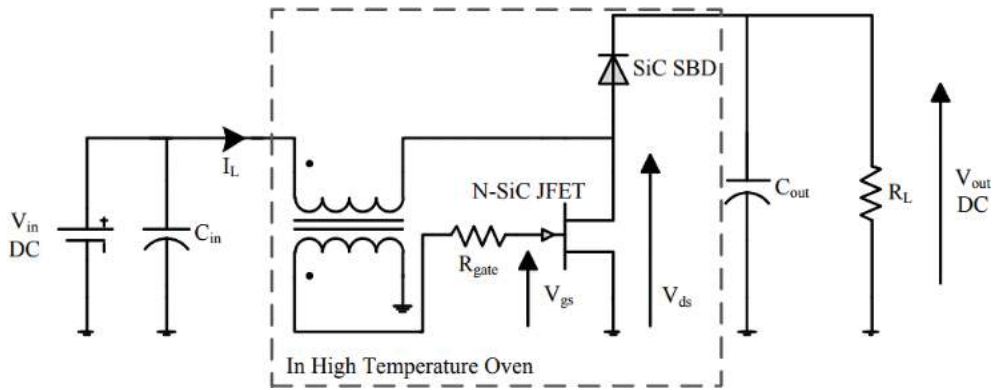 SiC SBD
I_L
N-SiC JFET
V_in
DC
C_in
R_gate
V_gs
V_ds
C_out
R_L
V_out
DC
In High Temperature Oven